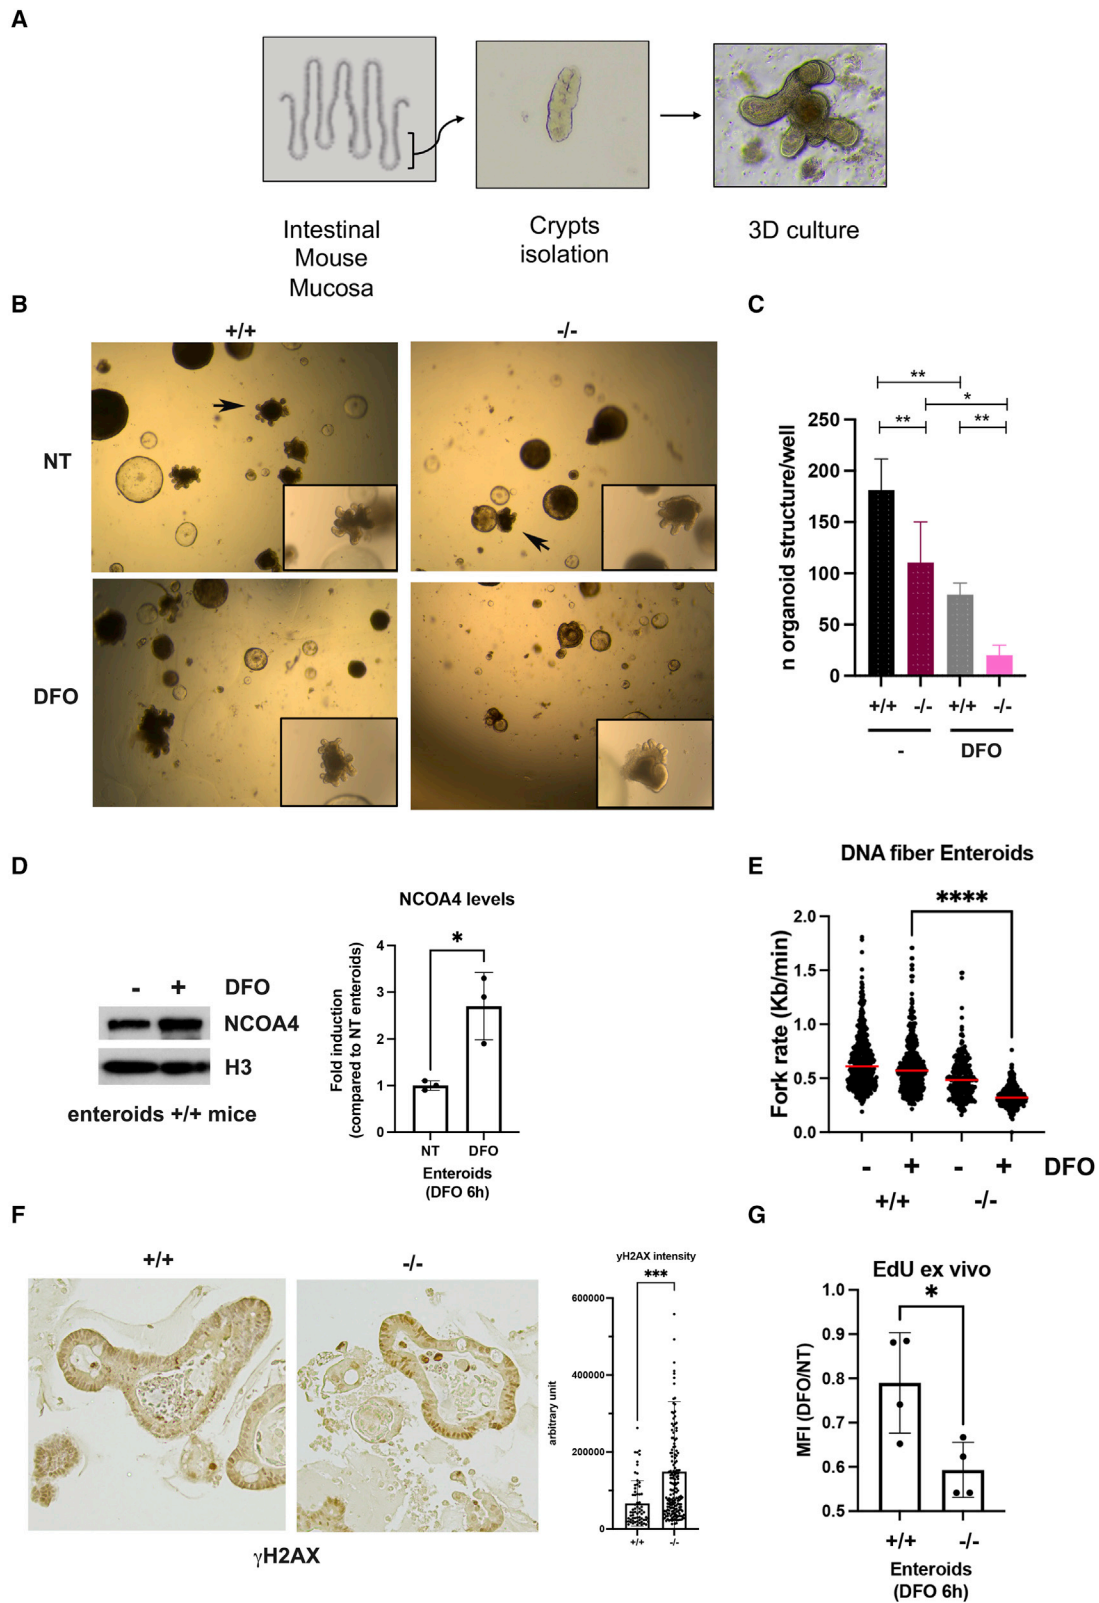 A
Intestinal
Mouse
Mucosa
Crypts
isolation
3D culture
B
+/+
-/-
NT
DFO
C
**
*
**
**
n organoid structure/well
250
200
150
100
50
0
+/+ -/- +/+ -/-
- DFO
D
- + DFO
NCOA4
H3
enteroids +/+ mice
NCOA4 levels
*
Fold induction
(compared to NT enteroids)
4
3
2
1
0
NT DFO
Enteroids
(DFO 6h)
E
DNA fiber Enteroids
****
Fork rate (Kb/min)
2.0
1.5
1.0
0.5
0.0
- + - + DFO
+/+ -/-
F
+/+
-/-
γH2AX
yH2AX intensity
***
arbitrary unit
600000
400000
200000
0
+/+ -/-
G
EdU ex vivo
*
MFI (DFO/NT)
1.0
0.9
0.8
0.7
0.6
0.5
+/+ -/-
Enteroids
(DFO 6h)